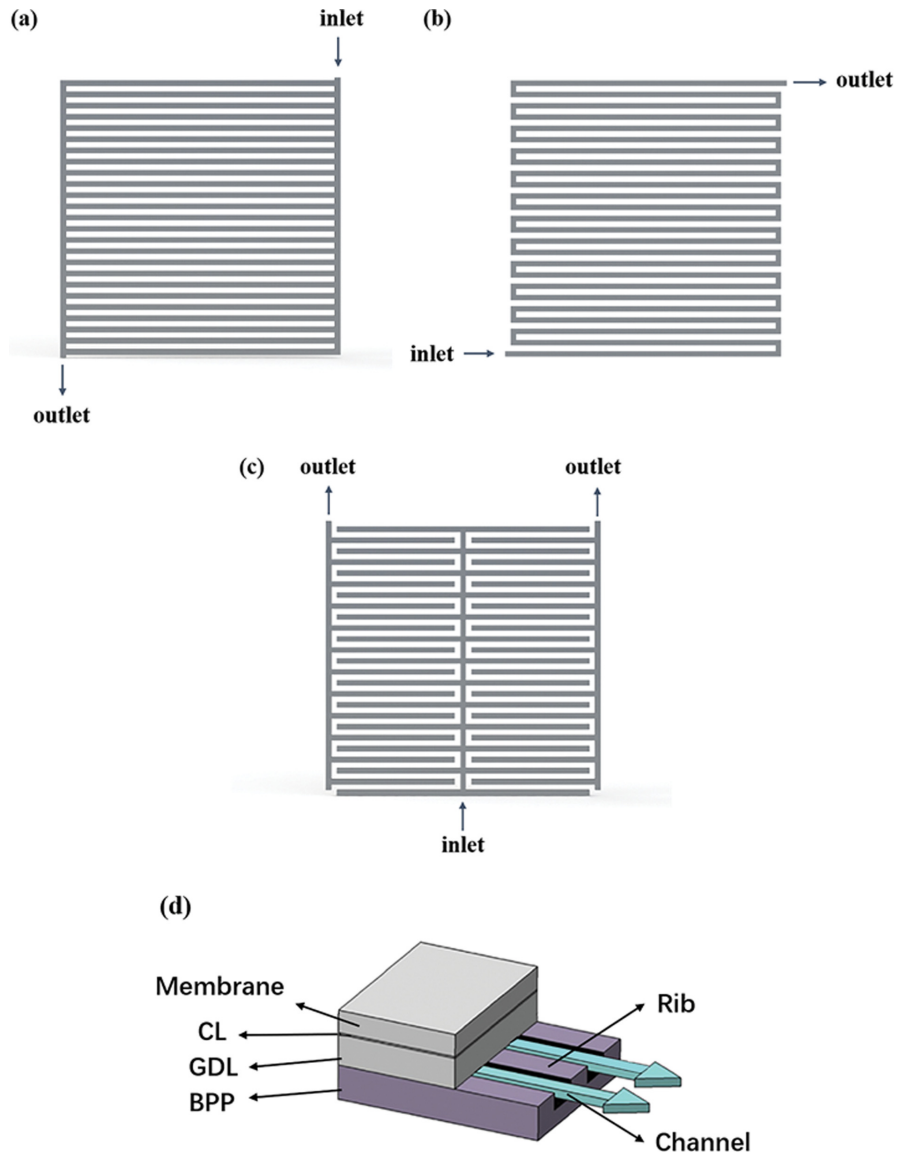 (a)
inlet
(b)
outlet
inlet
outlet
(c)
outlet
outlet
inlet
(d)
Membrane
CL
GDL
BPP
Rib
Channel